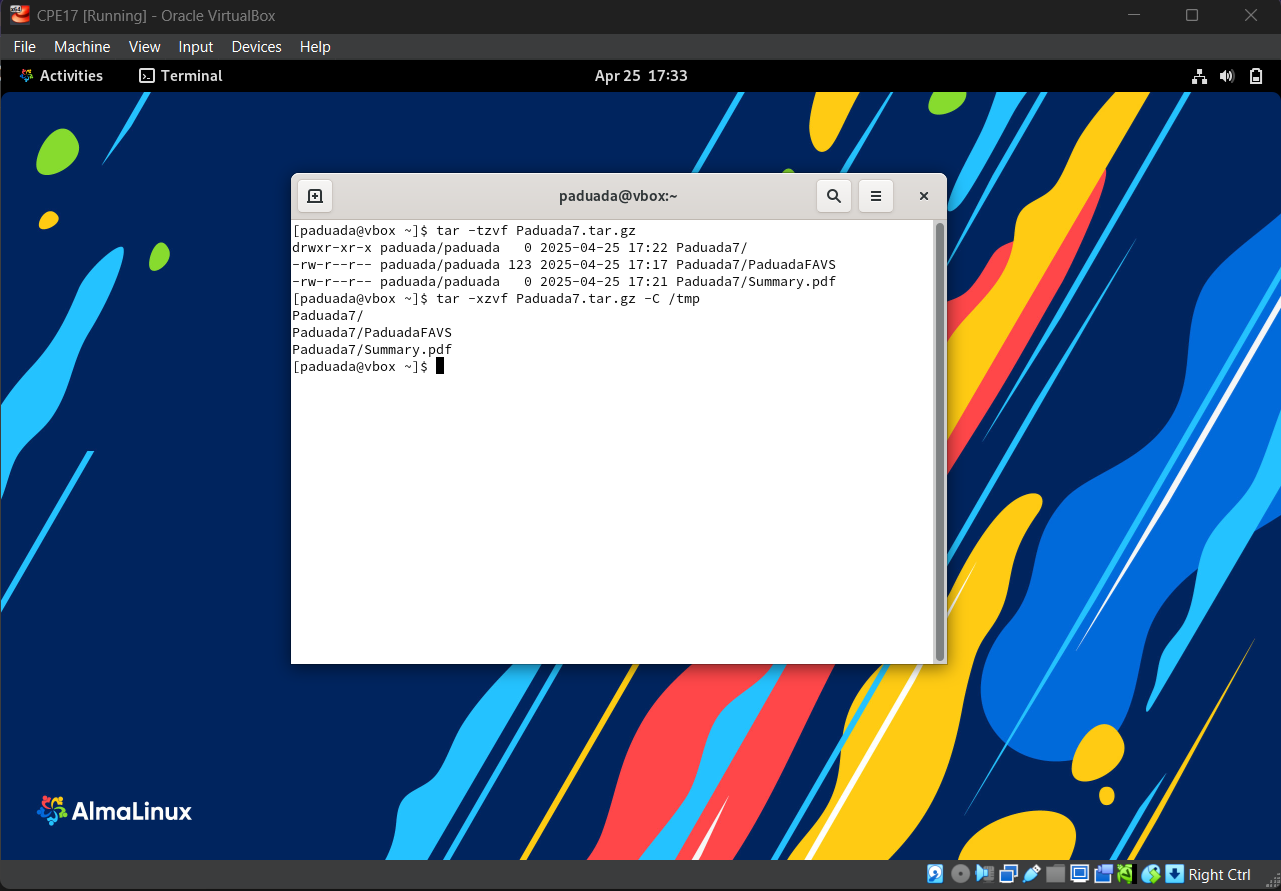 CPE17 [Running] - Oracle VirtualBox
File Machine View Input Devices Help
Activities Terminal Apr 25 17:33
paduada@vbox:~
[paduada@vbox ~]$ tar -tzvf Paduada7.tar.gz
drwxr-xr-x paduada/paduada   0 2025-04-25 17:22 Paduada7/
-rw-r--r-- paduada/paduada 123 2025-04-25 17:17 Paduada7/PaduadaFAVS
-rw-r--r-- paduada/paduada   0 2025-04-25 17:21 Paduada7/Summary.pdf
[paduada@vbox ~]$ tar -xzvf Paduada7.tar.gz -C /tmp
Paduada7/
Paduada7/PaduadaFAVS
Paduada7/Summary.pdf
[paduada@vbox ~]$
AlmaLinux
Right Ctrl